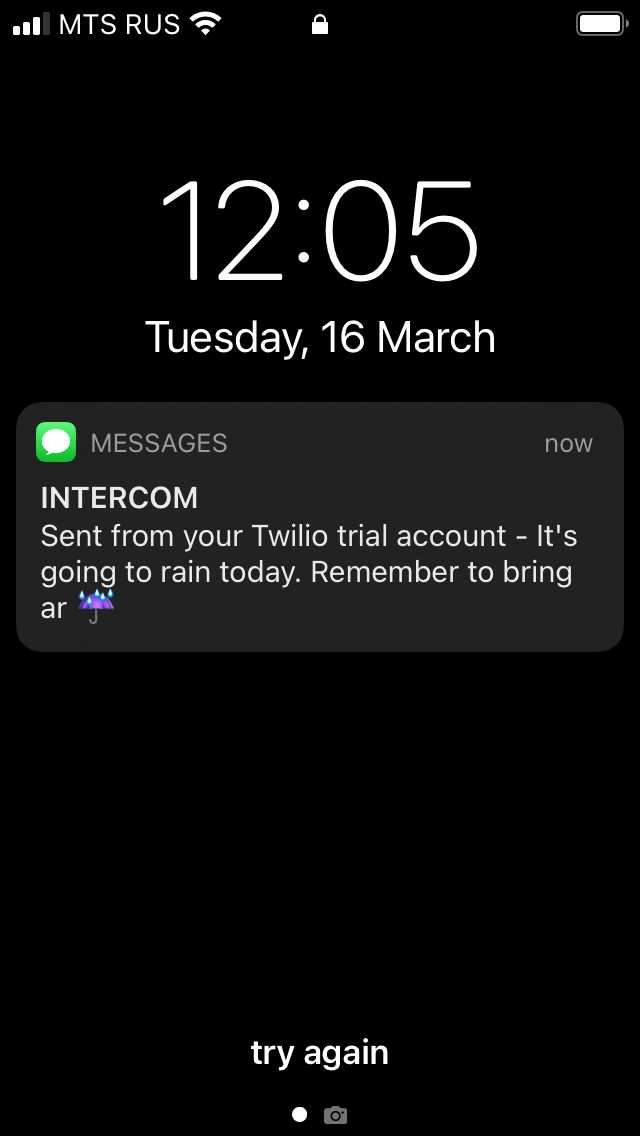 MTS RUS
12:05
Tuesday, 16 March
MESSAGES now
INTERCOM
Sent from your Twilio trial account - It's
going to rain today. Remember to bring
ar ☔
try again